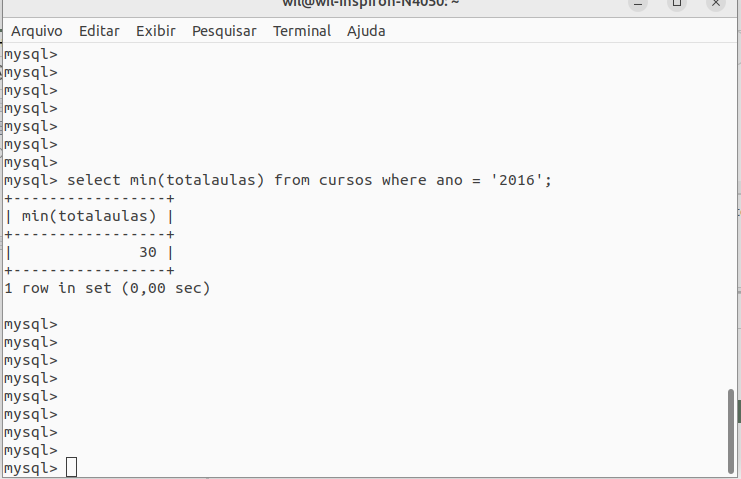 wil@wil-Inspiron-N4050: ~
Arquivo Editar Exibir Pesquisar Terminal Ajuda
mysql>
mysql>
mysql>
mysql>
mysql>
mysql>
mysql>
mysql> select min(totalaulas) from cursos where ano = '2016';
+-----------------+
| min(totalaulas) |
+-----------------+
|              30 |
+-----------------+
1 row in set (0,00 sec)
mysql>
mysql>
mysql>
mysql>
mysql>
mysql>
mysql>
mysql>
mysql>